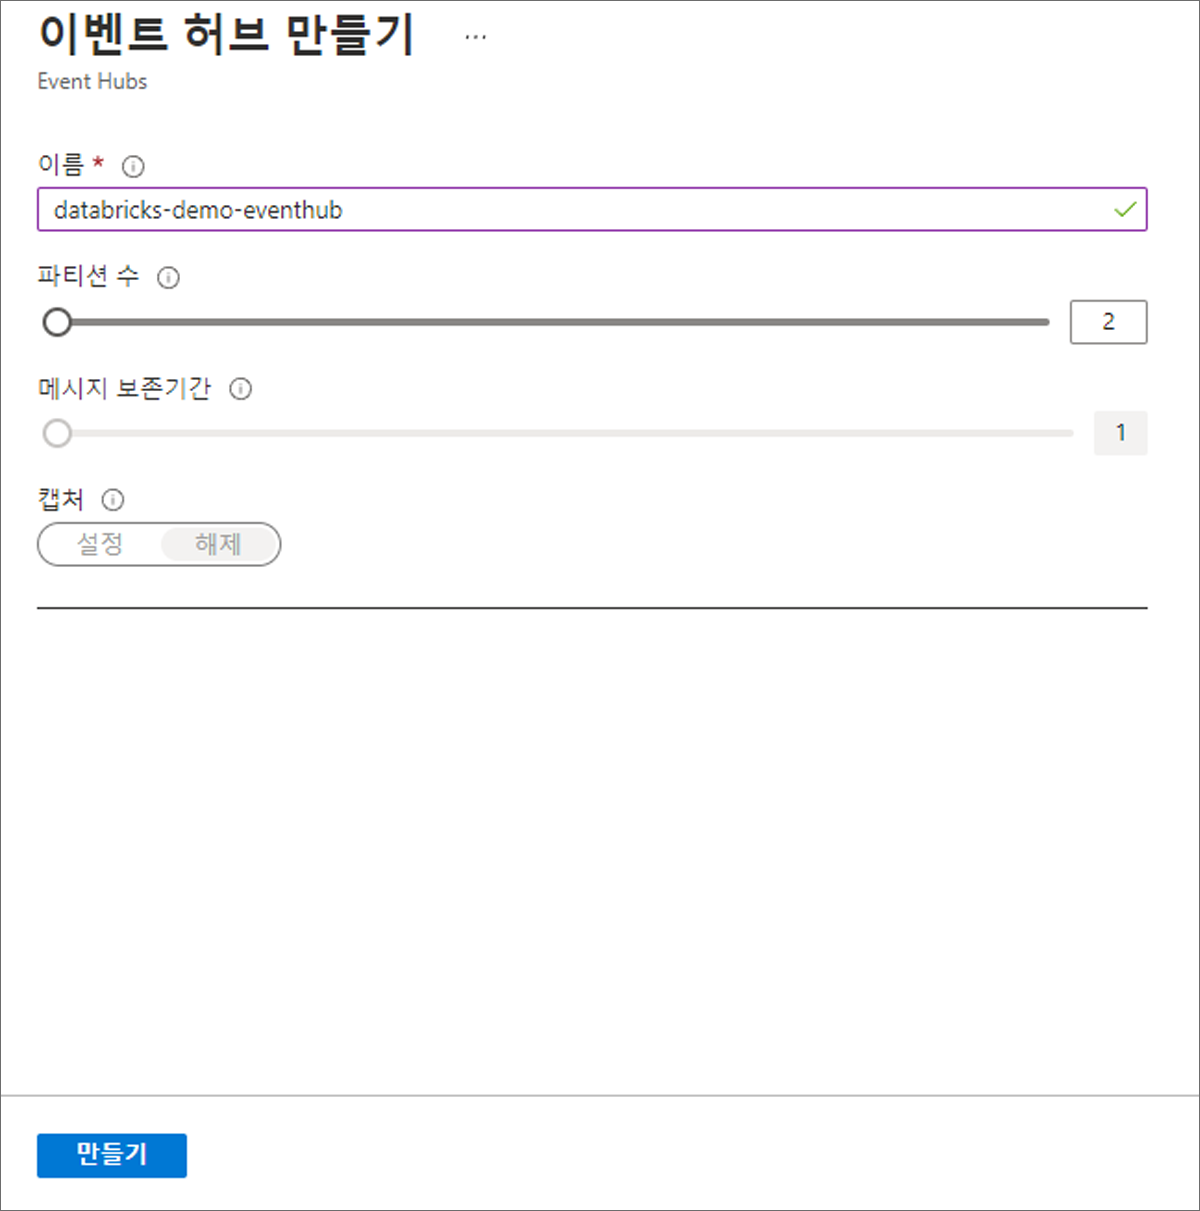 이벤트 허브 만들기 ...
Event Hubs
이름 *
databricks-demo-eventhub
파티션 수
2
메시지 보존기간
1
캡처
설정 해제
만들기